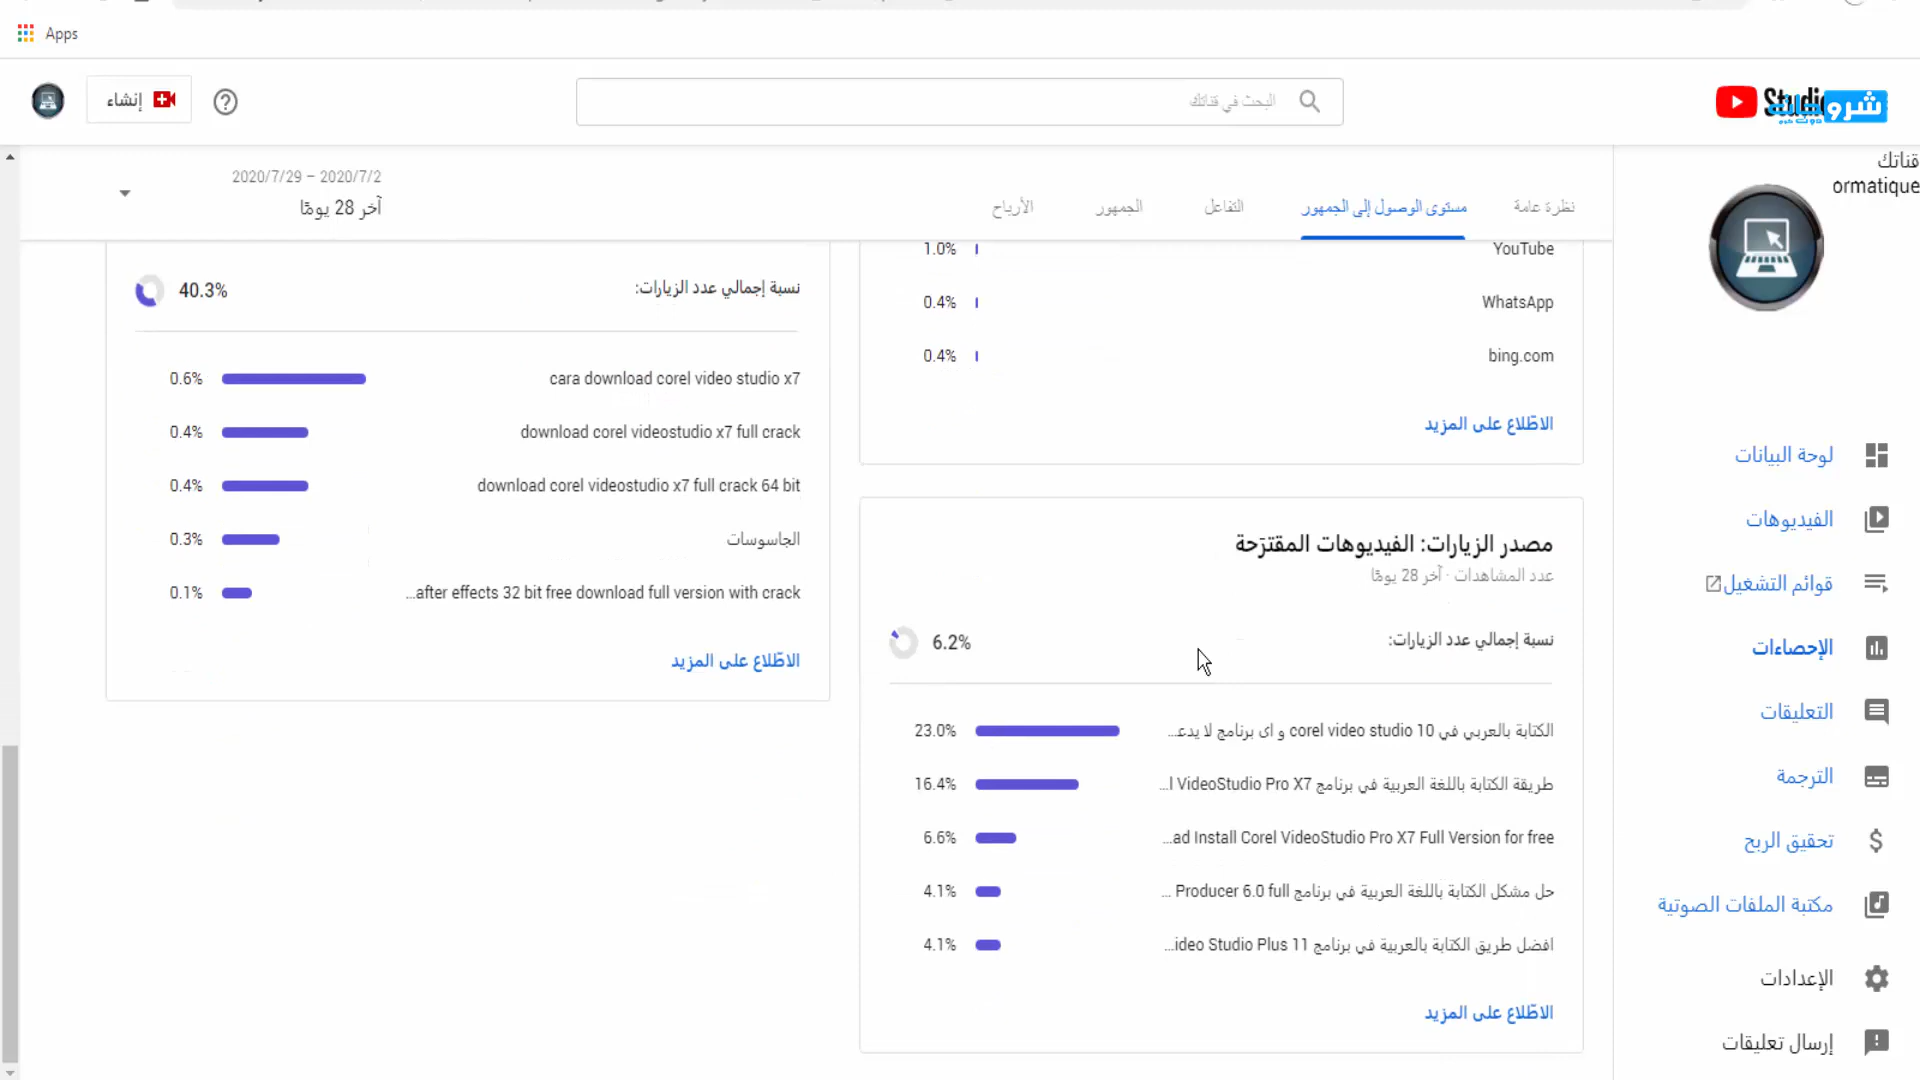 Apps
إنشاء
البحث في قناتك
Studio
شروحات
دوت كوم
قناتك
ormatique
نظرة عامة
مستوى الوصول إلى الجمهور
التفاعل
الجمهور
الأرباح
2020/7/29 – 2020/7/2
آخر 28 يومًا
YouTube
1.0%
WhatsApp
0.4%
bing.com
0.4%
الاطّلاع على المزيد
مصدر الزيارات: الفيديوهات المقترَحة
عدد المشاهدات · آخر 28 يومًا
نسبة إجمالي عدد الزيارات:
6.2%
الكتابة بالعربي في corel video studio 10 و اى برنامج لا يدعـ...
23.0%
طريقة الكتابة باللغة العربية في برنامج VideoStudio Pro X7 ا...
16.4%
...ad Install Corel VideoStudio Pro X7 Full Version for free
6.6%
حل مشكل الكتابة باللغة العربية في برنامج Producer 6.0 full ...
4.1%
افضل طريق الكتابة بالعربية في برنامج ideo Studio Plus 11...
4.1%
الاطّلاع على المزيد
نسبة إجمالي عدد الزيارات:
40.3%
cara download corel video studio x7
0.6%
download corel videostudio x7 full crack
0.4%
download corel videostudio x7 full crack 64 bit
0.4%
الجاسوسات
0.3%
...after effects 32 bit free download full version with crack
0.1%
الاطّلاع على المزيد
لوحة البيانات
الفيديوهات
قوائم التشغيل
الإحصاءات
التعليقات
الترجمة
تحقيق الربح
مكتبة الملفات الصوتية
الإعدادات
إرسال تعليقات